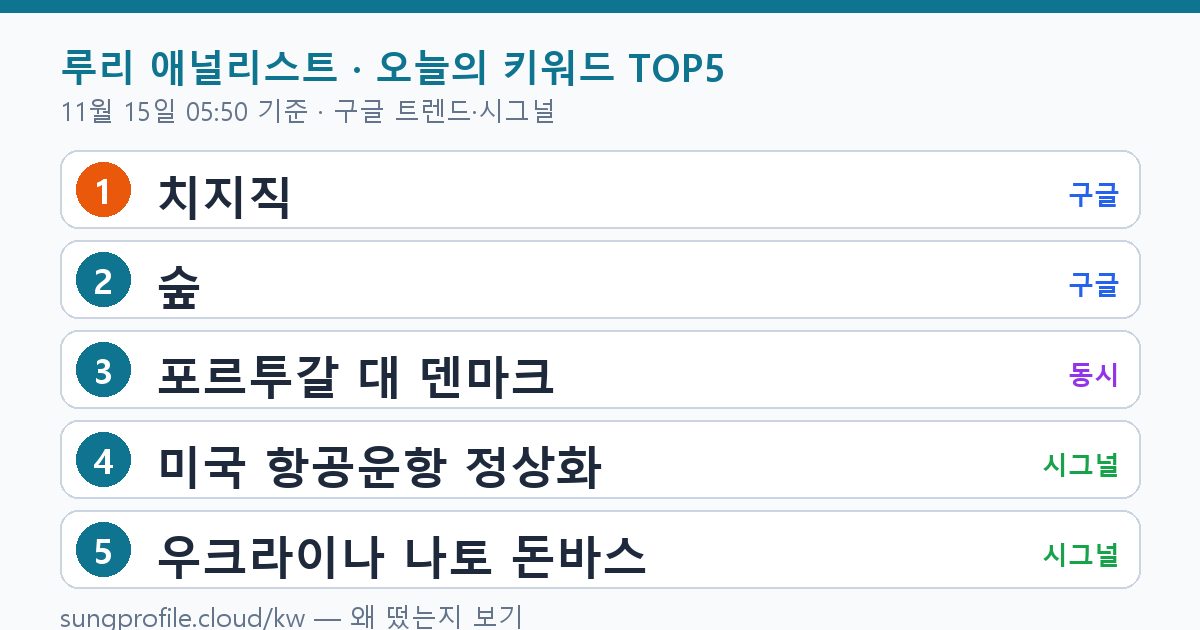 루리 애널리스트 · 오늘의 키워드 TOP5
11월 15일 05:50 기준 · 구글 트렌드·시그널
1 치지직 구글
2 숲 구글
3 포르투갈 대 덴마크 동시
4 미국 항공운항 정상화 시그널
5 우크라이나 나토 돈바스 시그널
sungprofile.cloud/kw — 왜 떴는지 보기